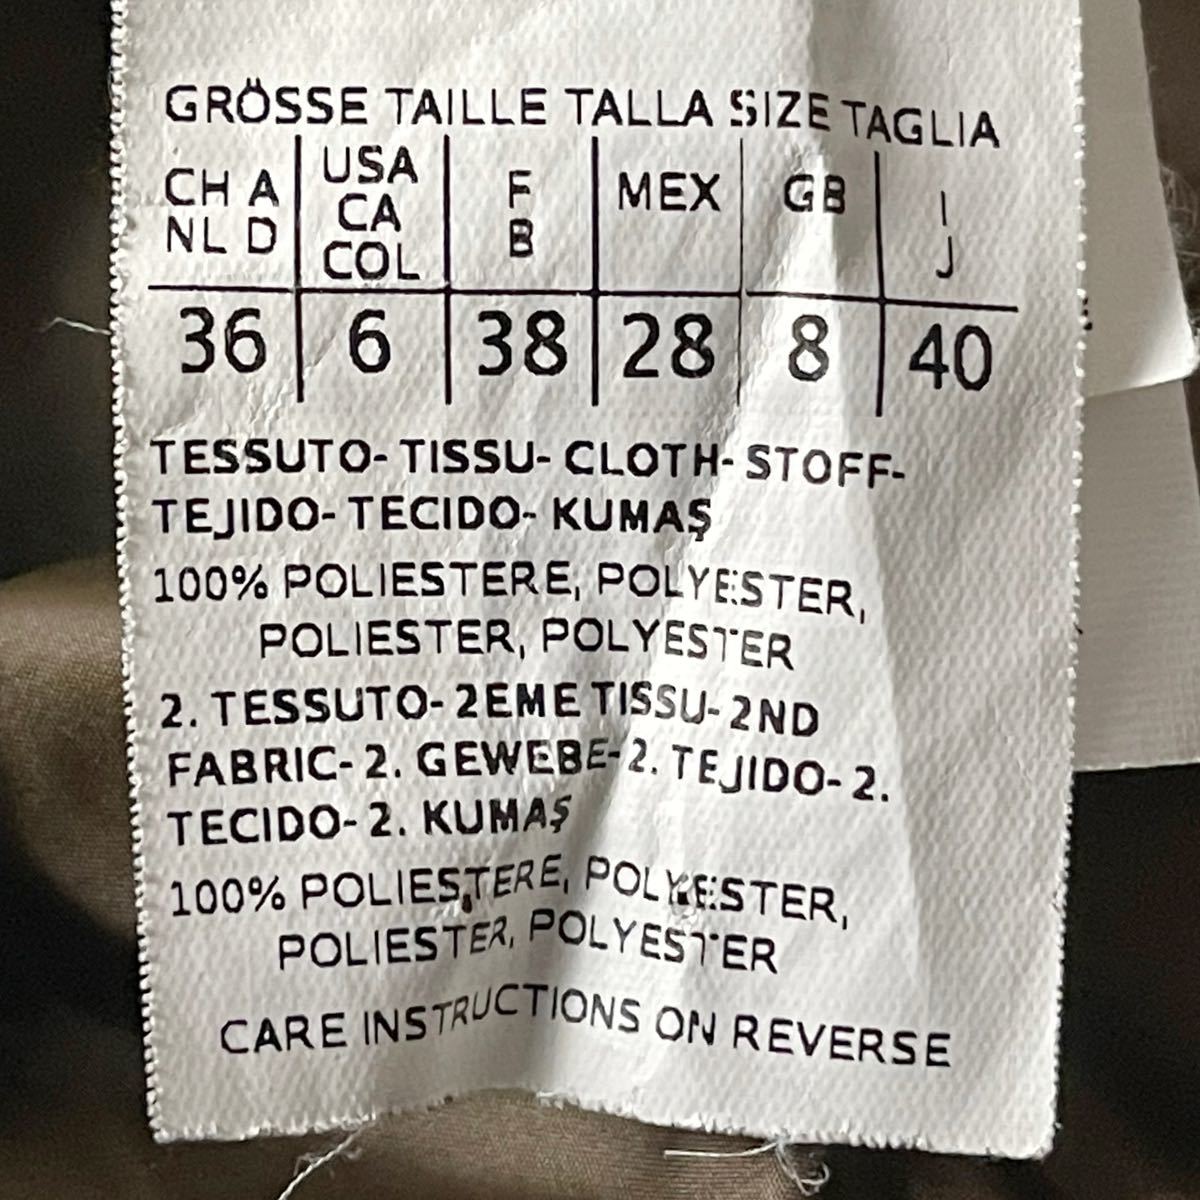 GRÖSSE TAILLE TALLA SIZE TAGLIA
CH A NL D USA CA COL F B MEX GB I J
36 6 38 28 8 40
TESSUTO- TISSU- CLOTH- STOFF-
TEJIDO- TECIDO- KUMAŞ
100% POLIESTERE, POLYESTER,
POLIESTER, POLYESTER
2. TESSUTO- 2EME TISSU- 2ND
FABRIC- 2. GEWEBE- 2. TEJIDO- 2.
TECIDO- 2. KUMAŞ
100% POLIESTERE, POLYESTER,
POLIESTER, POLYESTER
CARE INSTRUCTIONS ON REVERSE